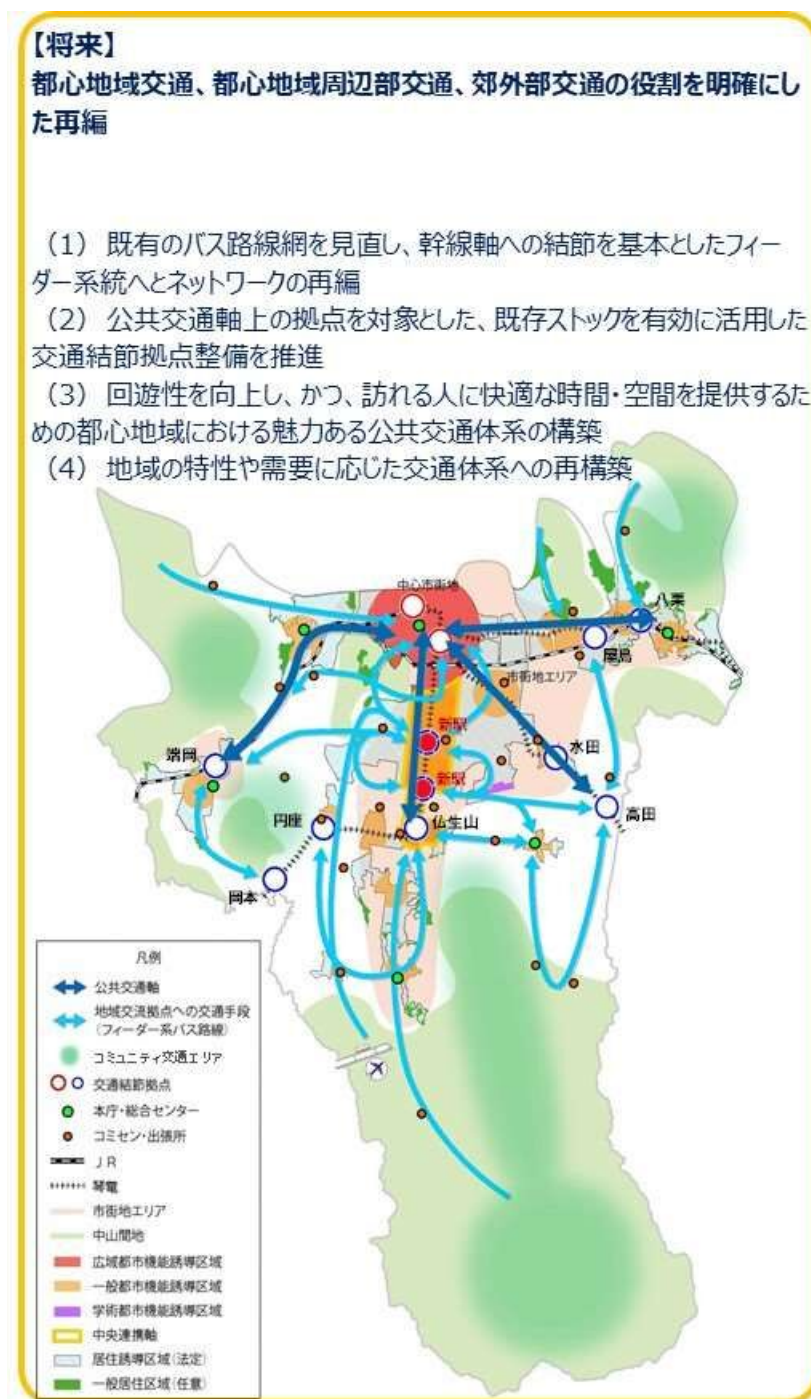 【将来】
都心地域交通、都心地域周辺部交通、郊外部交通の役割を明確にし
た再編
（1） 既有のバス路線網を見直し、幹線軸への結節を基本としたフィー
ダー系統へとネットワークの再編
（2） 公共交通軸上の拠点を対象とした、既存ストックを有効に活用した
交通結節拠点整備を推進
（3） 回遊性を向上し、かつ、訪れる人に快適な時間・空間を提供するた
めの都心地域における魅力ある公共交通体系の構築
（4） 地域の特性や需要に応じた交通体系への再構築
中心市街地
八栗
屋島
市街地エリア
新駅
水田
端岡
新駅
高田
円座
仏生山
岡本
凡例
公共交通軸
地域交流拠点への交通手段
（フィーダー系バス路線）
コミュニティ交通エリア
交通結節拠点
本庁・総合センター
コミセン・出張所
ＪＲ
琴電
市街地エリア
中山間地
広域都市機能誘導区域
一般都市機能誘導区域
学術都市機能誘導区域
中央連携軸
居住誘導区域（法定）
一般居住区域（任意）